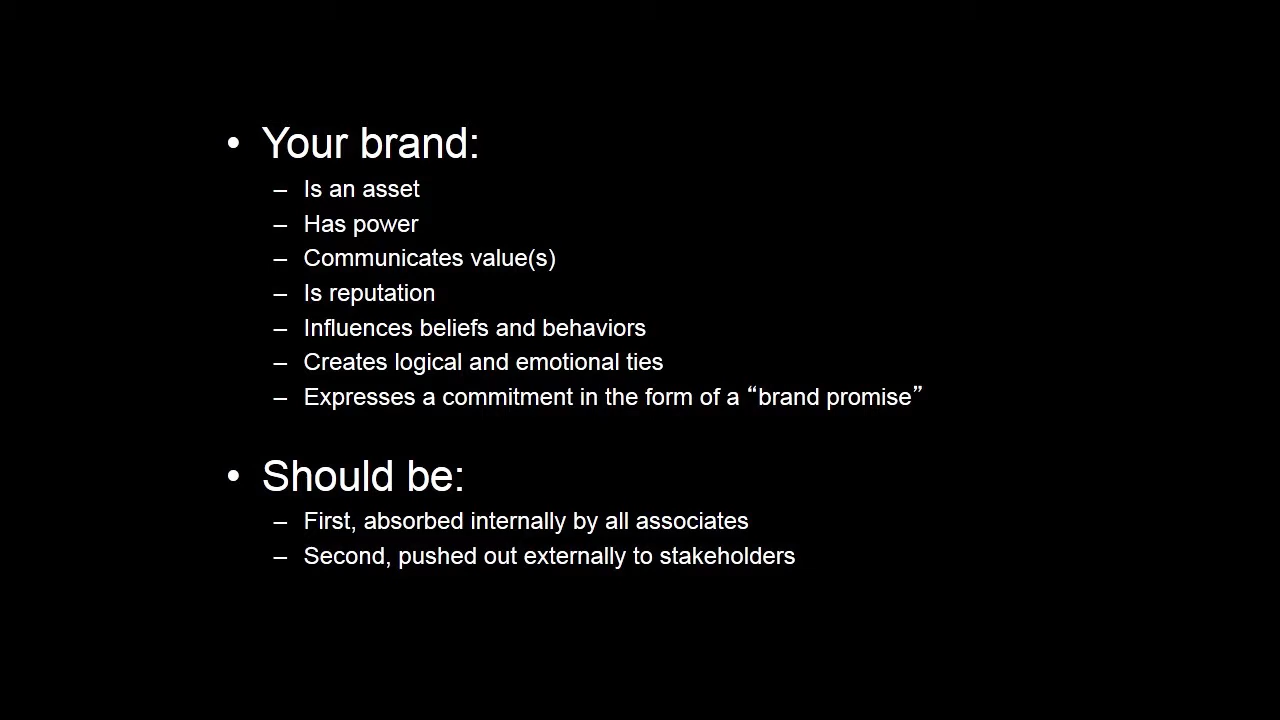 • Your brand:
– Is an asset
– Has power
– Communicates value(s)
– Is reputation
– Influences beliefs and behaviors
– Creates logical and emotional ties
– Expresses a commitment in the form of a “brand promise”
• Should be:
– First, absorbed internally by all associates
– Second, pushed out externally to stakeholders